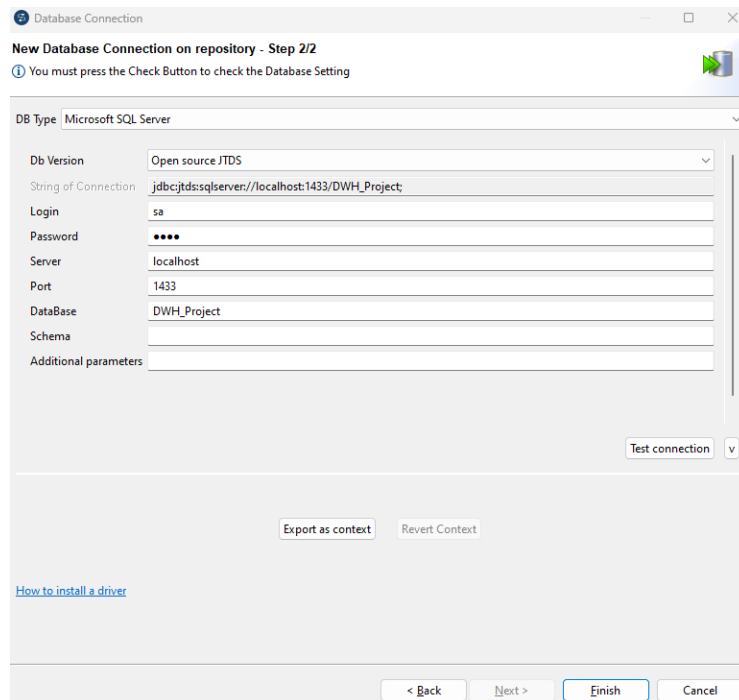 Database Connection
New Database Connection on repository - Step 2/2
You must press the Check Button to check the Database Setting
DB Type Microsoft SQL Server
Db Version Open source JTDS
String of Connection jdbc:jtds:sqlserver://localhost:1433/DWH_Project;
Login sa
Password ●●●●
Server localhost
Port 1433
DataBase DWH_Project
Schema
Additional parameters
Test connection v
Export as context Revert Context
How to install a driver
< Back Next > Finish Cancel